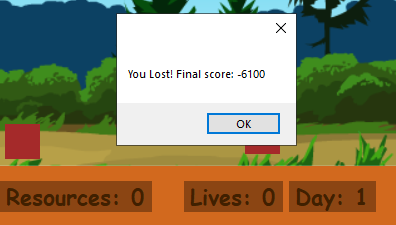 You Lost! Final score: -6100
OK
Resources: 0 Lives: 0 Day: 1